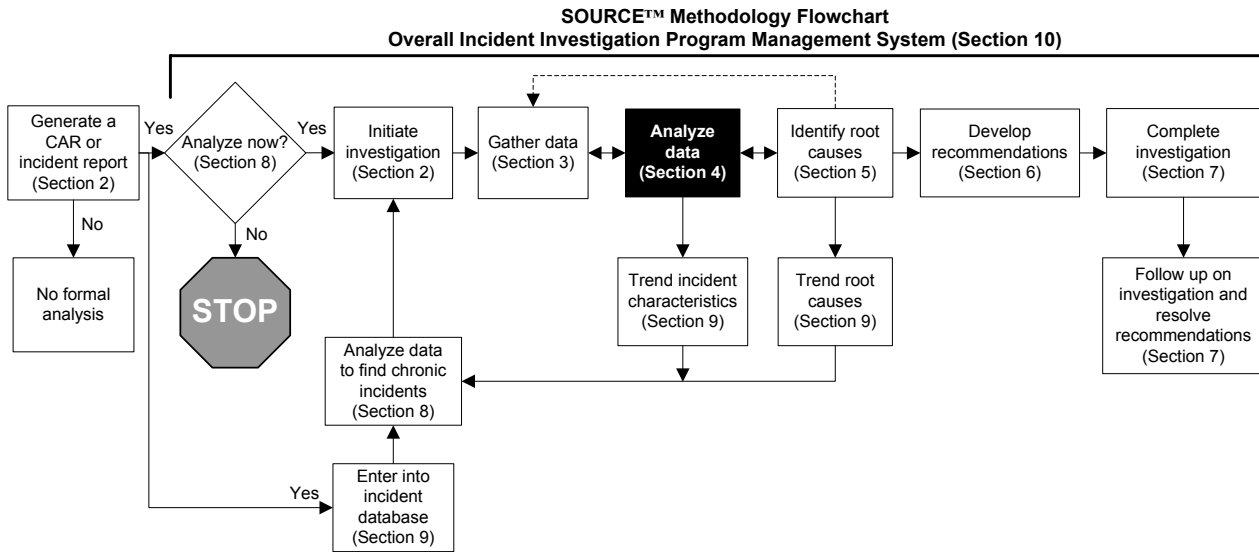 SOURCE™ Methodology Flowchart
Overall Incident Investigation Program Management System (Section 10)
Generate a
CAR or
incident report
(Section 2)
Yes
Analyze now?
(Section 8)
Yes
Initiate
investigation
(Section 2)
Gather data
(Section 3)
Analyze
data
(Section 4)
Identify root
causes
(Section 5)
Develop
recommendations
(Section 6)
Complete
investigation
(Section 7)
No
No
No formal
analysis
STOP
Trend incident
characteristics
(Section 9)
Trend root
causes
(Section 9)
Follow up on
investigation and
resolve
recommendations
(Section 7)
Analyze data
to find chronic
incidents
(Section 8)
Yes
Enter into
incident
database
(Section 9)